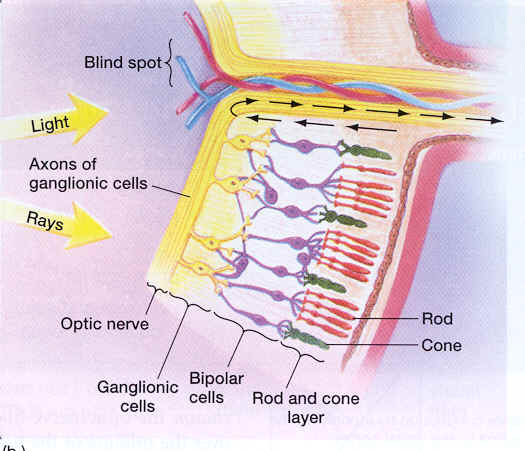 Blind spot
Light
Axons of
ganglionic cells
Rays
Optic nerve
Ganglionic
cells
Bipolar
cells
Rod and cone
layer
Rod
Cone